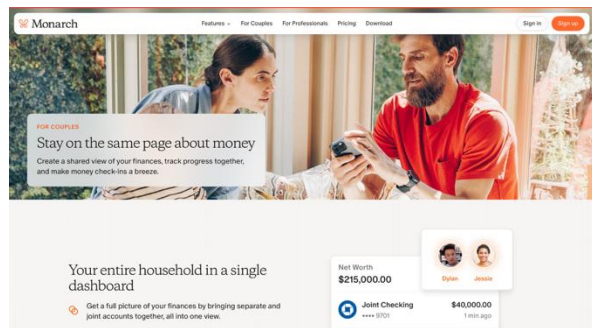 Monarch
Features
For Couples
For Professionals
Pricing
Download
Sign in
Sign up
FOR COUPLES
Stay on the same page about money
Create a shared view of your finances, track progress together,
and make money check-ins a breeze.
Your entire household in a single
dashboard
Get a full picture of your finances by bringing separate and
joint accounts together, all into one view.
Net Worth
$215,000.00
Dylan
Jessie
Joint Checking
$40,000.00
•••• 9701
1 min ago